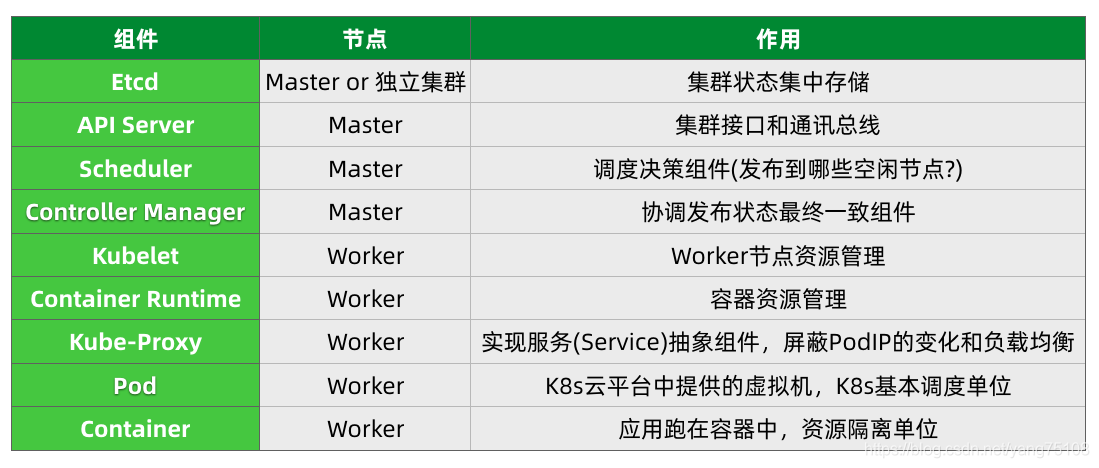 组件 节点 作用
Etcd Master or 独立集群 集群状态集中存储
API Server Master 集群接口和通讯总线
Scheduler Master 调度决策组件(发布到哪些空闲节点?)
Controller Manager Master 协调发布状态最终一致组件
Kubelet Worker Worker节点资源管理
Container Runtime Worker 容器资源管理
Kube-Proxy Worker 实现服务(Service)抽象组件，屏蔽PodIP的变化和负载均衡
Pod Worker K8s云平台中提供的虚拟机，K8s基本调度单位
Container Worker 应用跑在容器中，资源隔离单位